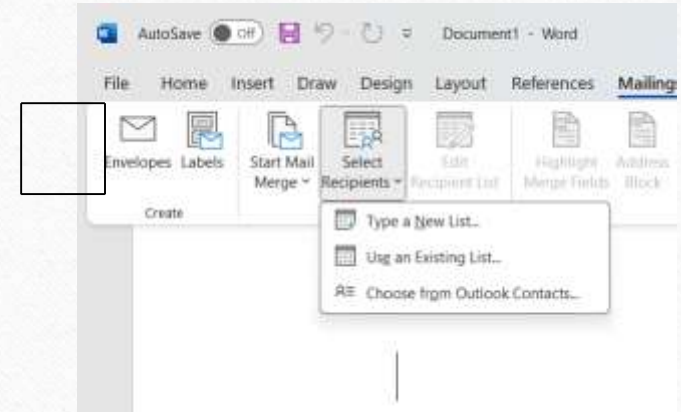 AutoSave Off Document1 - Word
File Home Insert Draw Design Layout References Mailing
Envelopes Labels Start Mail Merge Select Recipients Edit Recipient List Highlight Merge Fields Address Block
Create
Type a New List...
Use an Existing List...
Choose from Outlook Contacts...